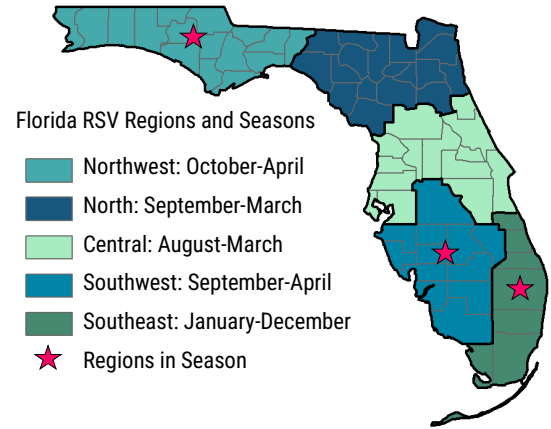 Florida RSV Regions and Seasons
Northwest: October-April
North: September-March
Central: August-March
Southwest: September-April
Southeast: January-December
Regions in Season